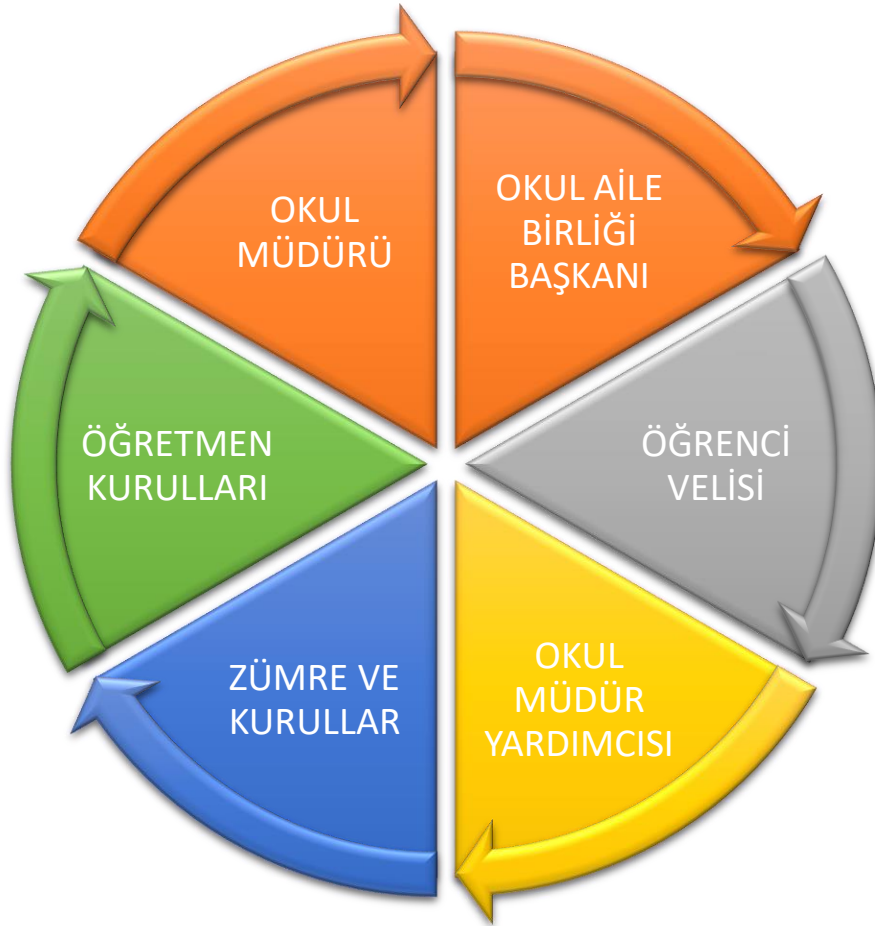 OKUL
MÜDÜRÜ
OKUL AİLE
BİRLİĞİ
BAŞKANI
ÖĞRENCİ
VELİSİ
OKUL
MÜDÜR
YARDIMCISI
ZÜMRE VE
KURULLAR
ÖĞRETMEN
KURULLARI